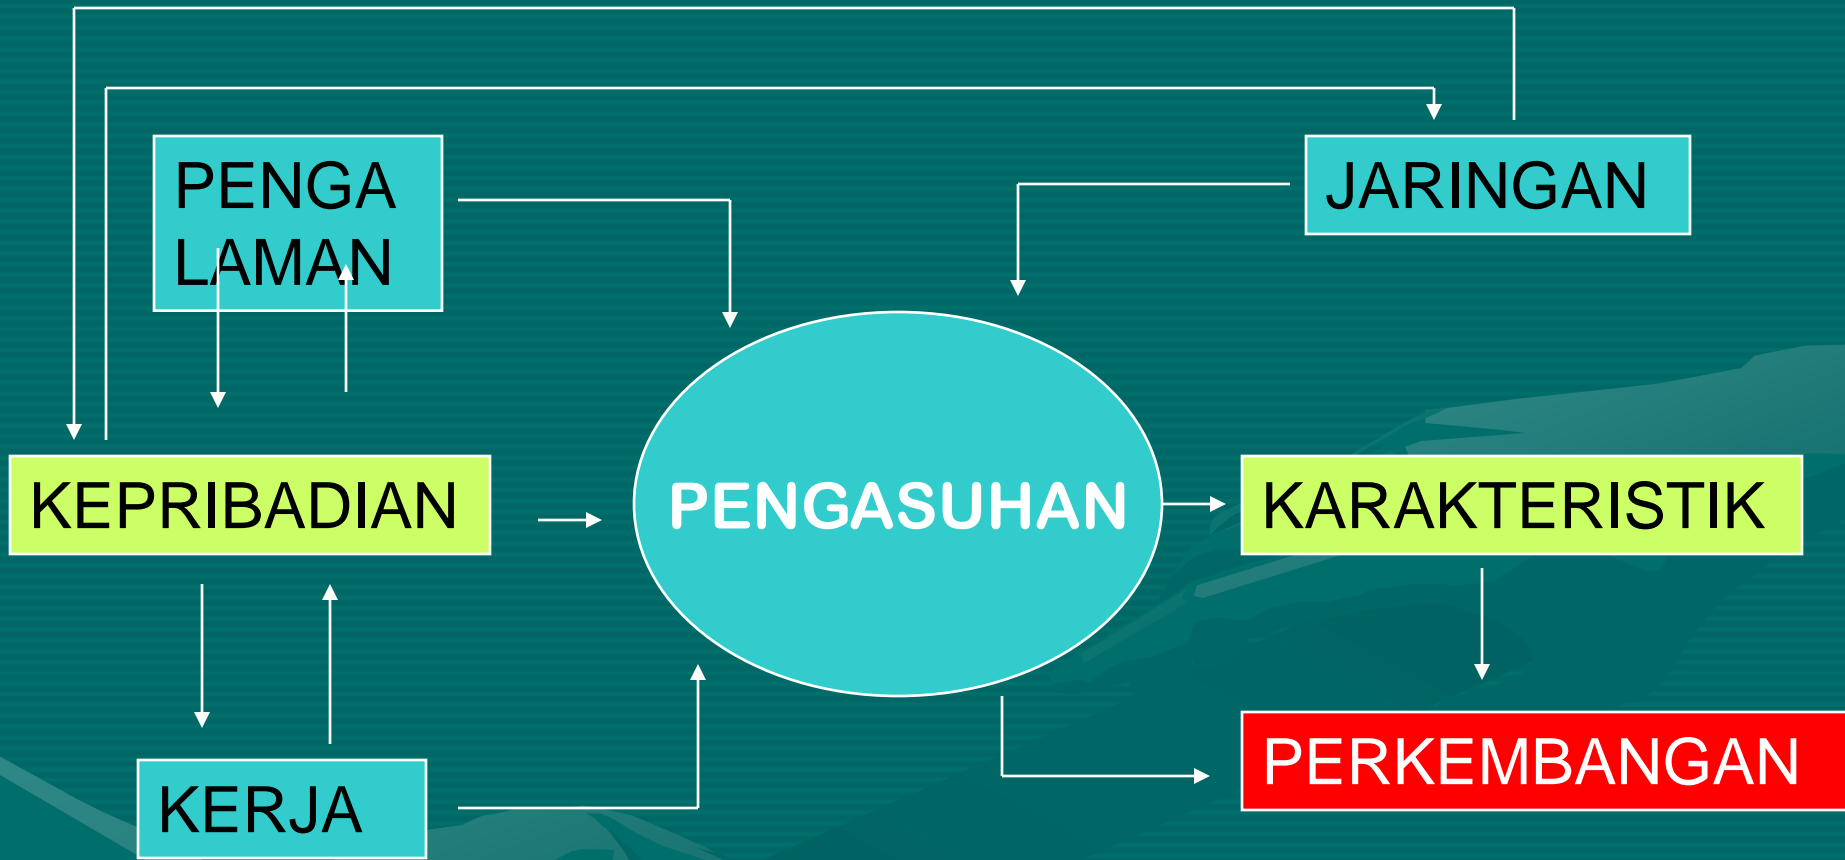 PENGA
LAMAN
JARINGAN
KEPRIBADIAN
PENGASUHAN
KARAKTERISTIK
KERJA
PERKEMBANGAN